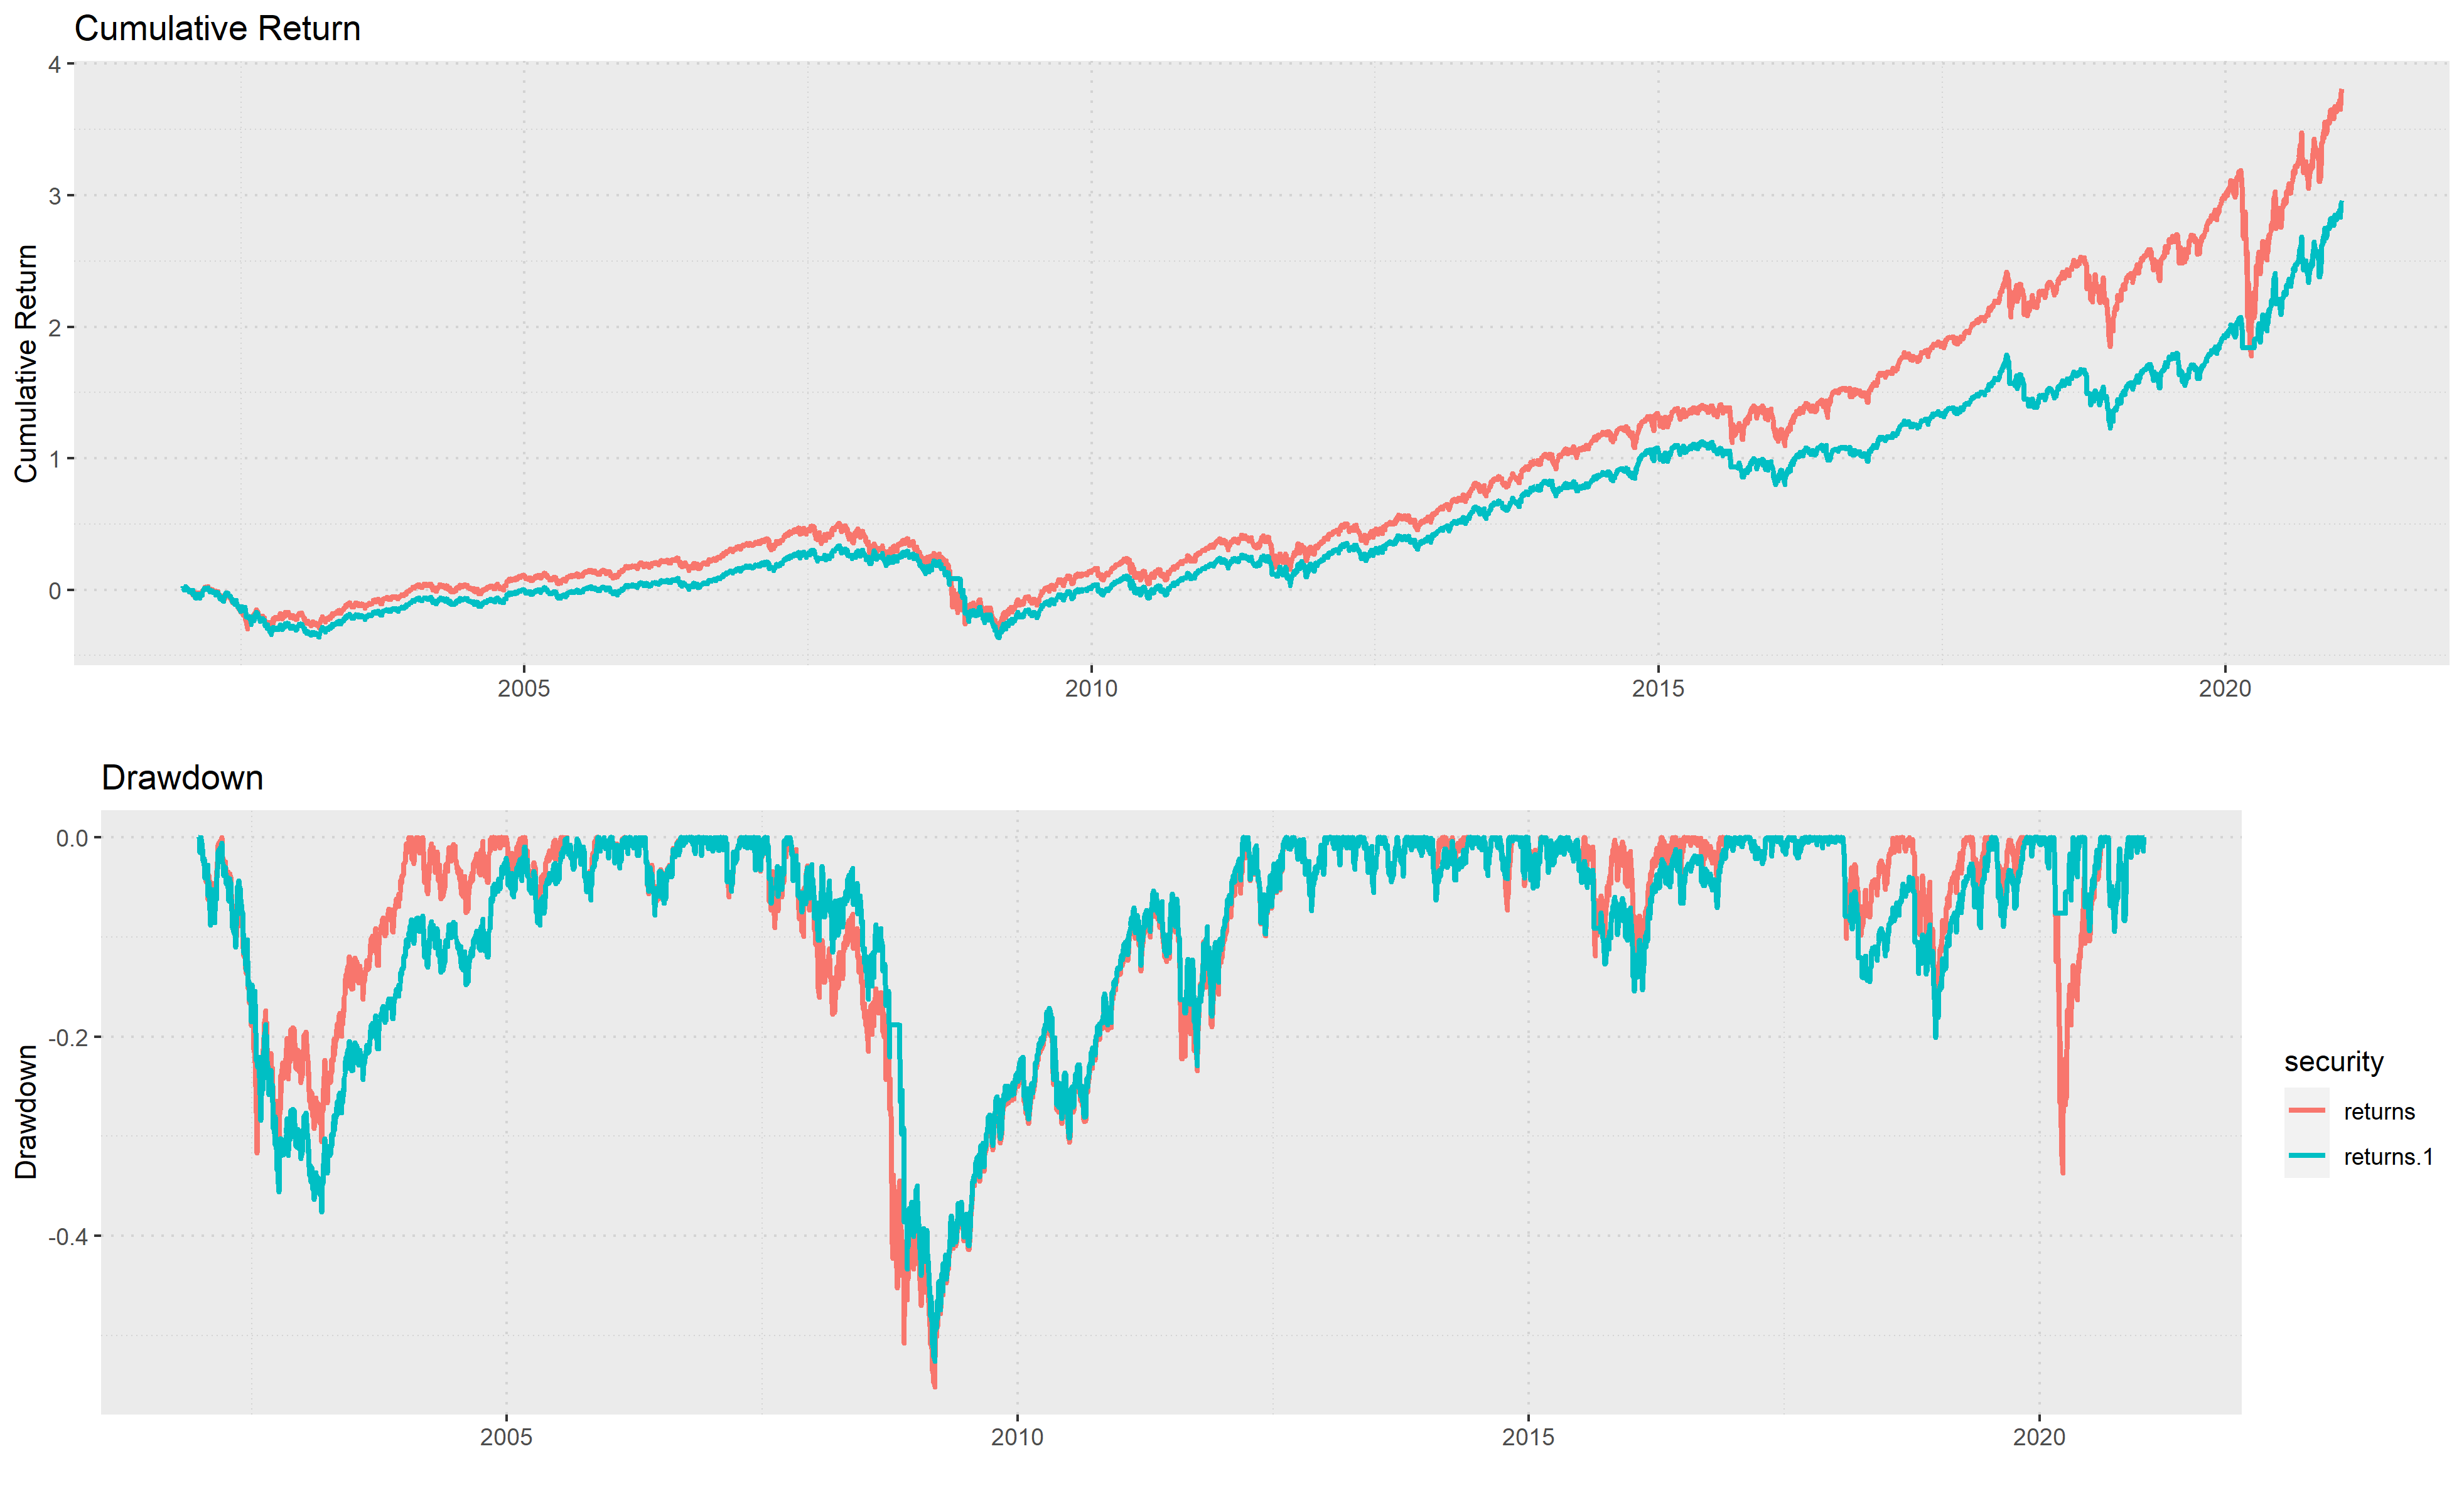 Cumulative Return
Cumulative Return
4
3
2
1
0
2005 2010 2015 2020
Drawdown
Drawdown
0.0
-0.2
-0.4
2005 2010 2015 2020
security
returns
returns.1